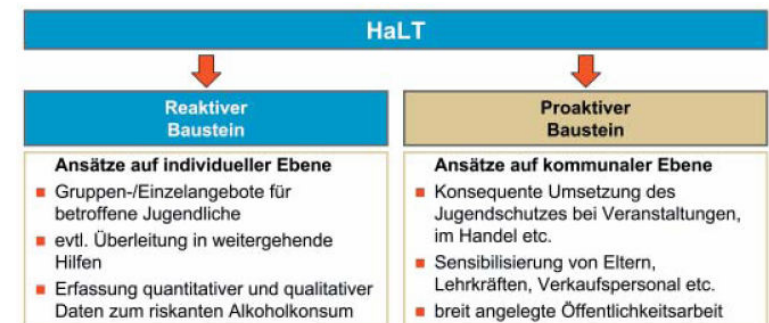 HaLT
Reaktiver
Baustein
Ansätze auf individueller Ebene
Gruppen-/Einzelangebote für
betroffene Jugendliche
evtl. Überleitung in weitergehende
Hilfen
Erfassung quantitativer und qualitativer
Daten zum riskanten Alkoholkonsum
Proaktiver
Baustein
Ansätze auf kommunaler Ebene
Konsequente Umsetzung des
Jugendschutzes bei Veranstaltungen,
im Handel etc.
Sensibilisierung von Eltern,
Lehrkräften, Verkaufspersonal etc.
breit angelegte Öffentlichkeitsarbeit